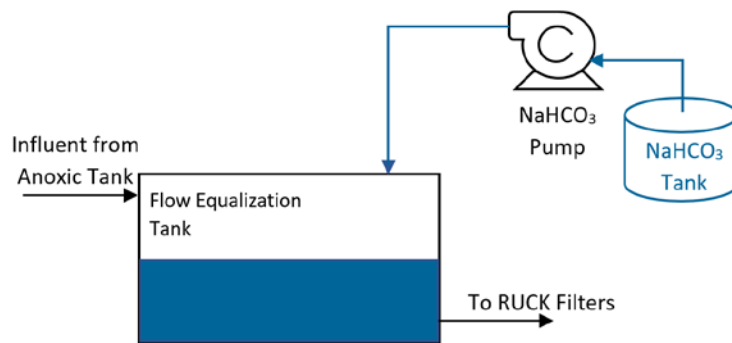 NaHCO₃
Pump
NaHCO₃
Tank
Influent from
Anoxic Tank
Flow Equalization
Tank
To RUCK Filters